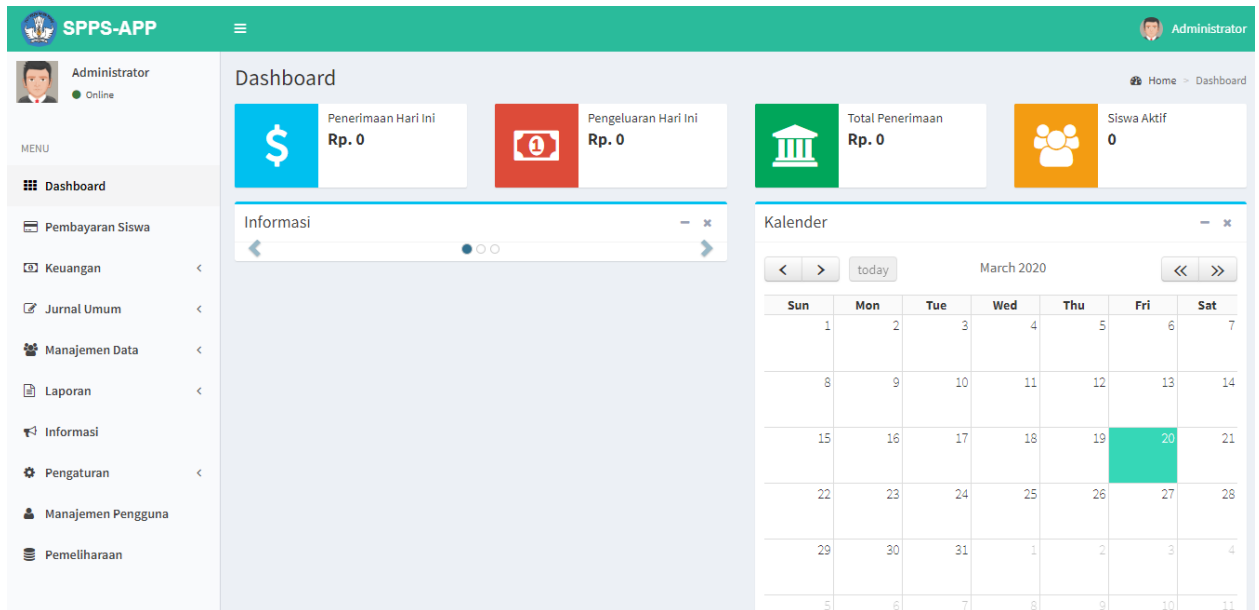 SPPS-APP
Administrator
Administrator
Online
MENU
Dashboard
Pembayaran Siswa
Keuangan
Jurnal Umum
Manajemen Data
Laporan
Informasi
Pengaturan
Manajemen Pengguna
Pemeliharaan
Dashboard
Home > Dashboard
Penerimaan Hari Ini
Rp. 0
Pengeluaran Hari Ini
Rp. 0
Total Penerimaan
Rp. 0
Siswa Aktif
0
Informasi
Kalender
today
March 2020
Sun Mon Tue Wed Thu Fri Sat
1 2 3 4 5 6 7
8 9 10 11 12 13 14
15 16 17 18 19 20 21
22 23 24 25 26 27 28
29 30 31 1 2 3 4
5 6 7 8 9 10 11